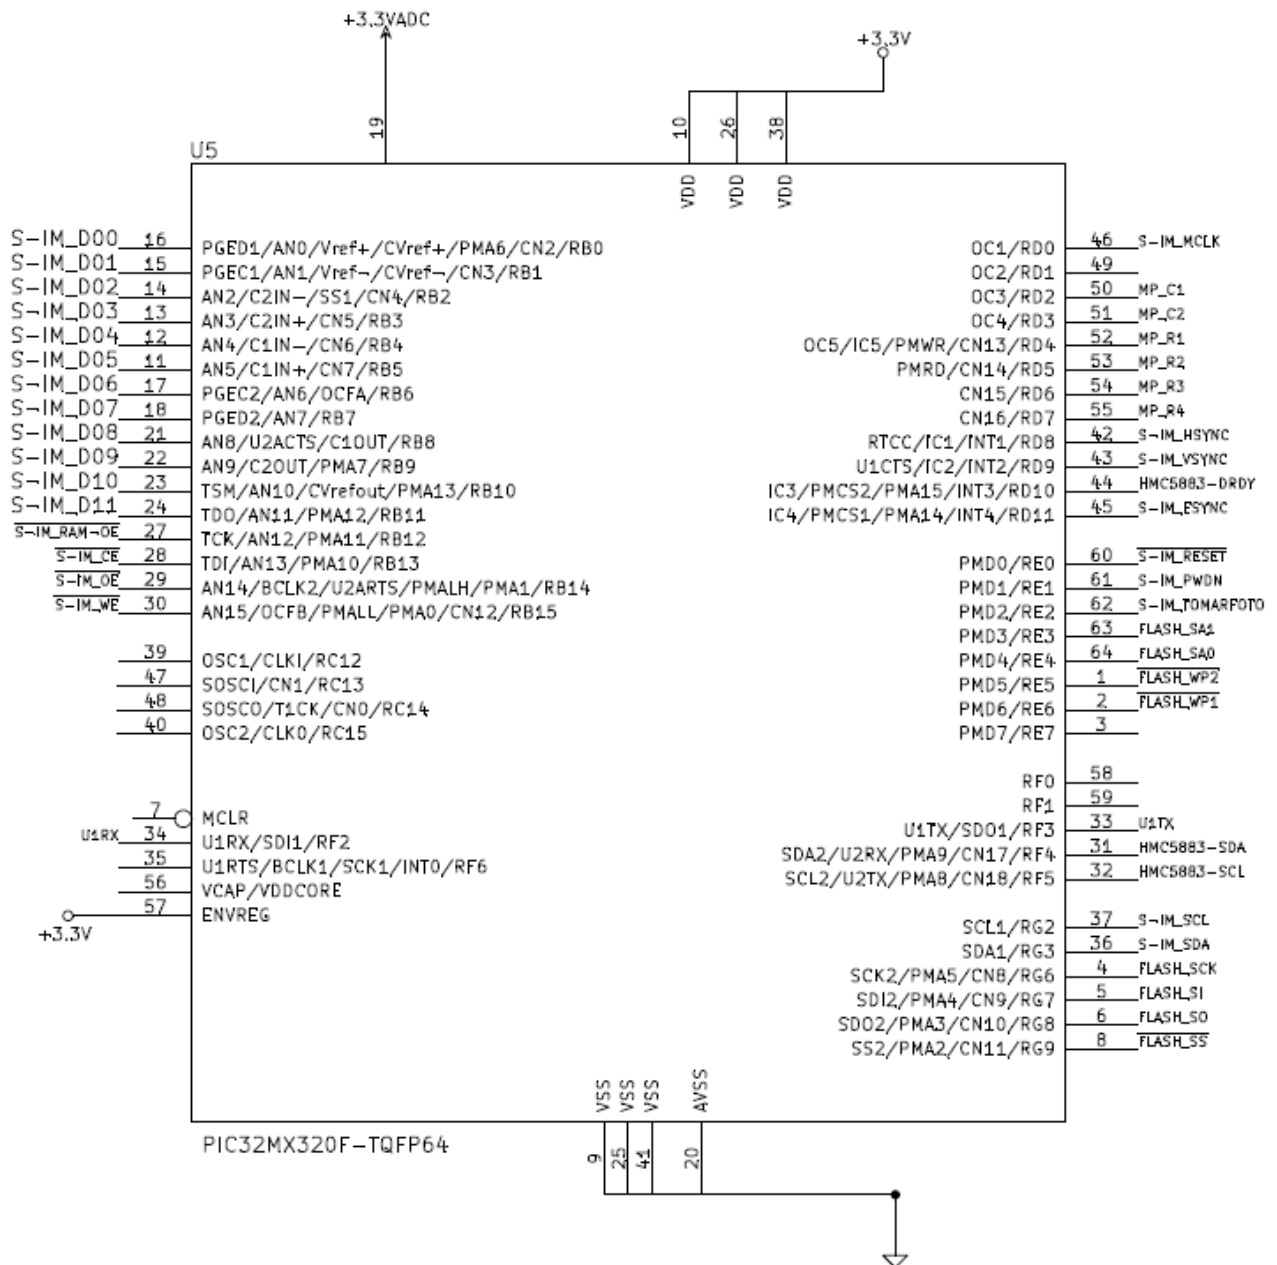 +3.3VADC
+3.3V
19
10
26
38
U5
VDD
VDD
VDD
S-IM_D00 16 PGED1/AN0/Vref+/CVref+/PMA6/CN2/RB0
S-IM_D01 15 PGEC1/AN1/Vref-/CVref-/CN3/RB1
S-IM_D02 14 AN2/C2IN-/SS1/CN4/RB2
S-IM_D03 13 AN3/C2IN+/CN5/RB3
S-IM_D04 12 AN4/C1IN-/CN6/RB4
S-IM_D05 11 AN5/C1IN+/CN7/RB5
S-IM_D06 17 PGEC2/AN6/OCFA/RB6
S-IM_D07 18 PGED2/AN7/RB7
S-IM_D08 21 AN8/U2ACTS/C1OUT/RB8
S-IM_D09 22 AN9/C2OUT/PMA7/RB9
S-IM_D10 23 TSM/AN10/CVrefout/PMA13/RB10
S-IM_D11 24 TDO/AN11/PMA12/RB11
S-IM_RAM-OE 27 TCK/AN12/PMA11/RB12
S-IM_CE 28 TDI/AN13/PMA10/RB13
S-IM_OE 29 AN14/BCLK2/U2ARTS/PMALH/PMA1/RB14
S-IM_WE 30 AN15/OCFB/PMALL/PMA0/CN12/RB15
39 OSC1/CLKI/RC12
47 SOSCI/CN1/RC13
48 SOSCO/T1CK/CN0/RC14
40 OSC2/CLKO/RC15
7 MCLR
U1RX 34 U1RX/SDI1/RF2
35 U1RTS/BCLK1/SCK1/INT0/RF6
56 VCAP/VDDCORE
57 ENVREG
+3.3V
OC1/RD0 46 S-IM_MCLK
OC2/RD1 49
OC3/RD2 50 MP_C1
OC4/RD3 51 MP_C2
OC5/IC5/PMWR/CN13/RD4 52 MP_R1
PMRD/CN14/RD5 53 MP_R2
CN15/RD6 54 MP_R3
CN16/RD7 55 MP_R4
RTCC/IC1/INT1/RD8 42 S-IM_HSYNC
U1CTS/IC2/INT2/RD9 43 S-IM_VSYNC
IC3/PMCS2/PMA15/INT3/RD10 44 HMC5883-DRDY
IC4/PMCS1/PMA14/INT4/RD11 45 S-IM_ESYNC
PMD0/RE0 60 S-IM_RESET
PMD1/RE1 61 S-IM_PWDN
PMD2/RE2 62 S-IM_TOMARFOTO
PMD3/RE3 63 FLASH_SA1
PMD4/RE4 64 FLASH_SA0
PMD5/RE5 1 FLASH_WP2
PMD6/RE6 2 FLASH_WP1
PMD7/RE7 3
RF0 58
RF1 59
U1TX/SDO1/RF3 33 U1TX
SDA2/U2RX/PMA9/CN17/RF4 31 HMC5883-SDA
SCL2/U2TX/PMA8/CN18/RF5 32 HMC5883-SCL
SCL1/RG2 37 S-IM_SCL
SDA1/RG3 36 S-IM_SDA
SCK2/PMA5/CN8/RG6 4 FLASH_SCK
SDI2/PMA4/CN9/RG7 5 FLASH_SI
SDO2/PMA3/CN10/RG8 6 FLASH_SO
SS2/PMA2/CN11/RG9 8 FLASH_SS
VSS
VSS
VSS
AVSS
PIC32MX320F-TQFP64
9
25
41
20